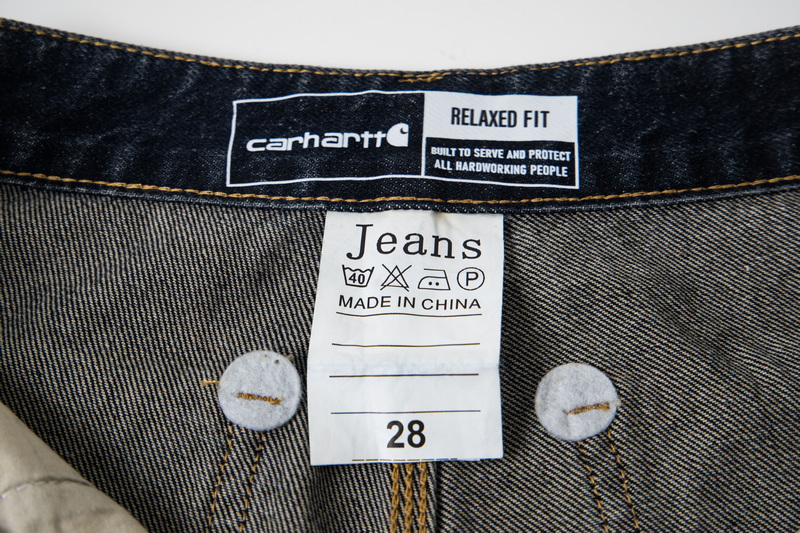 carhartt
RELAXED FIT
BUILT TO SERVE AND PROTECT
ALL HARDWORKING PEOPLE
Jeans
40 P
MADE IN CHINA
28